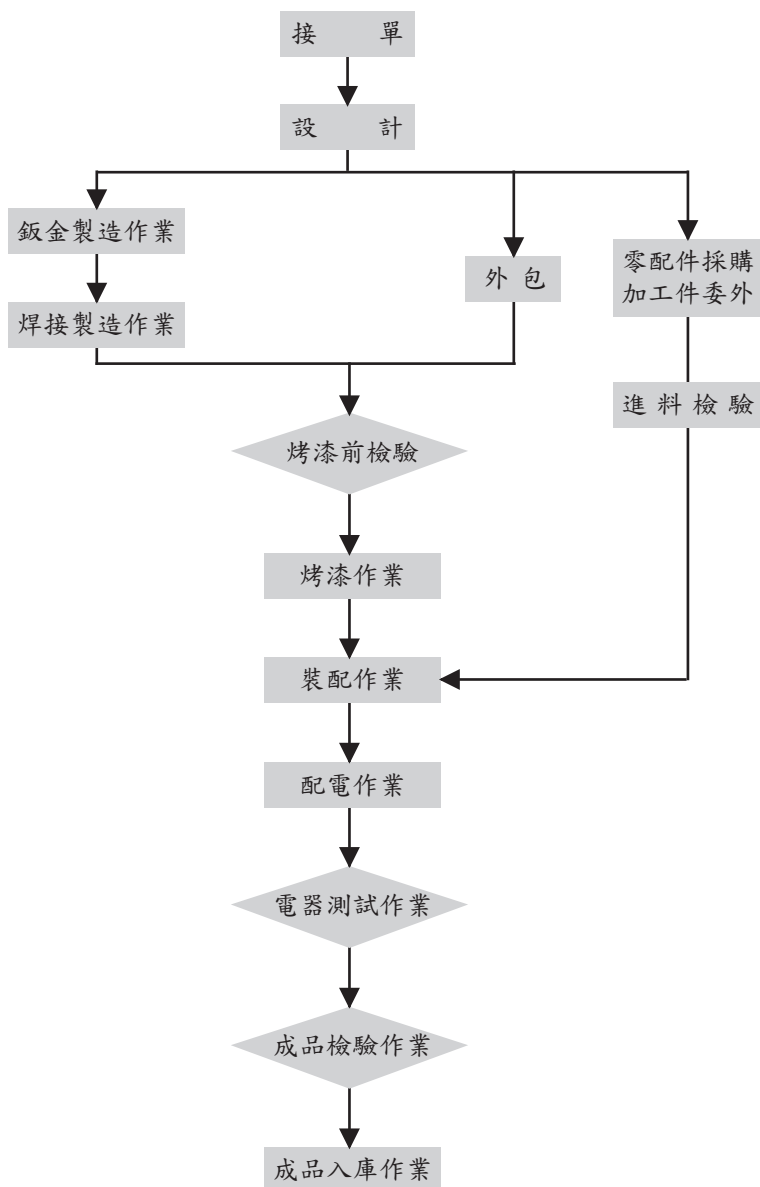 接 單
設 計
鈑金製造作業
焊接製造作業
外 包
零配件採購
加工件委外
進 料 檢 驗
烤漆前檢驗
烤漆作業
裝配作業
配電作業
電器測試作業
成品檢驗作業
成品入庫作業